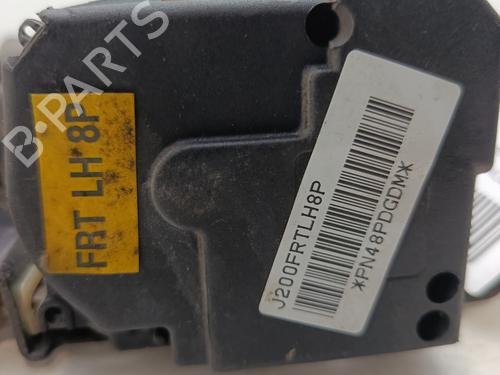 B-PARTS
FRT LH 8P
J200FRTLH8P
*PN48PDGDM*